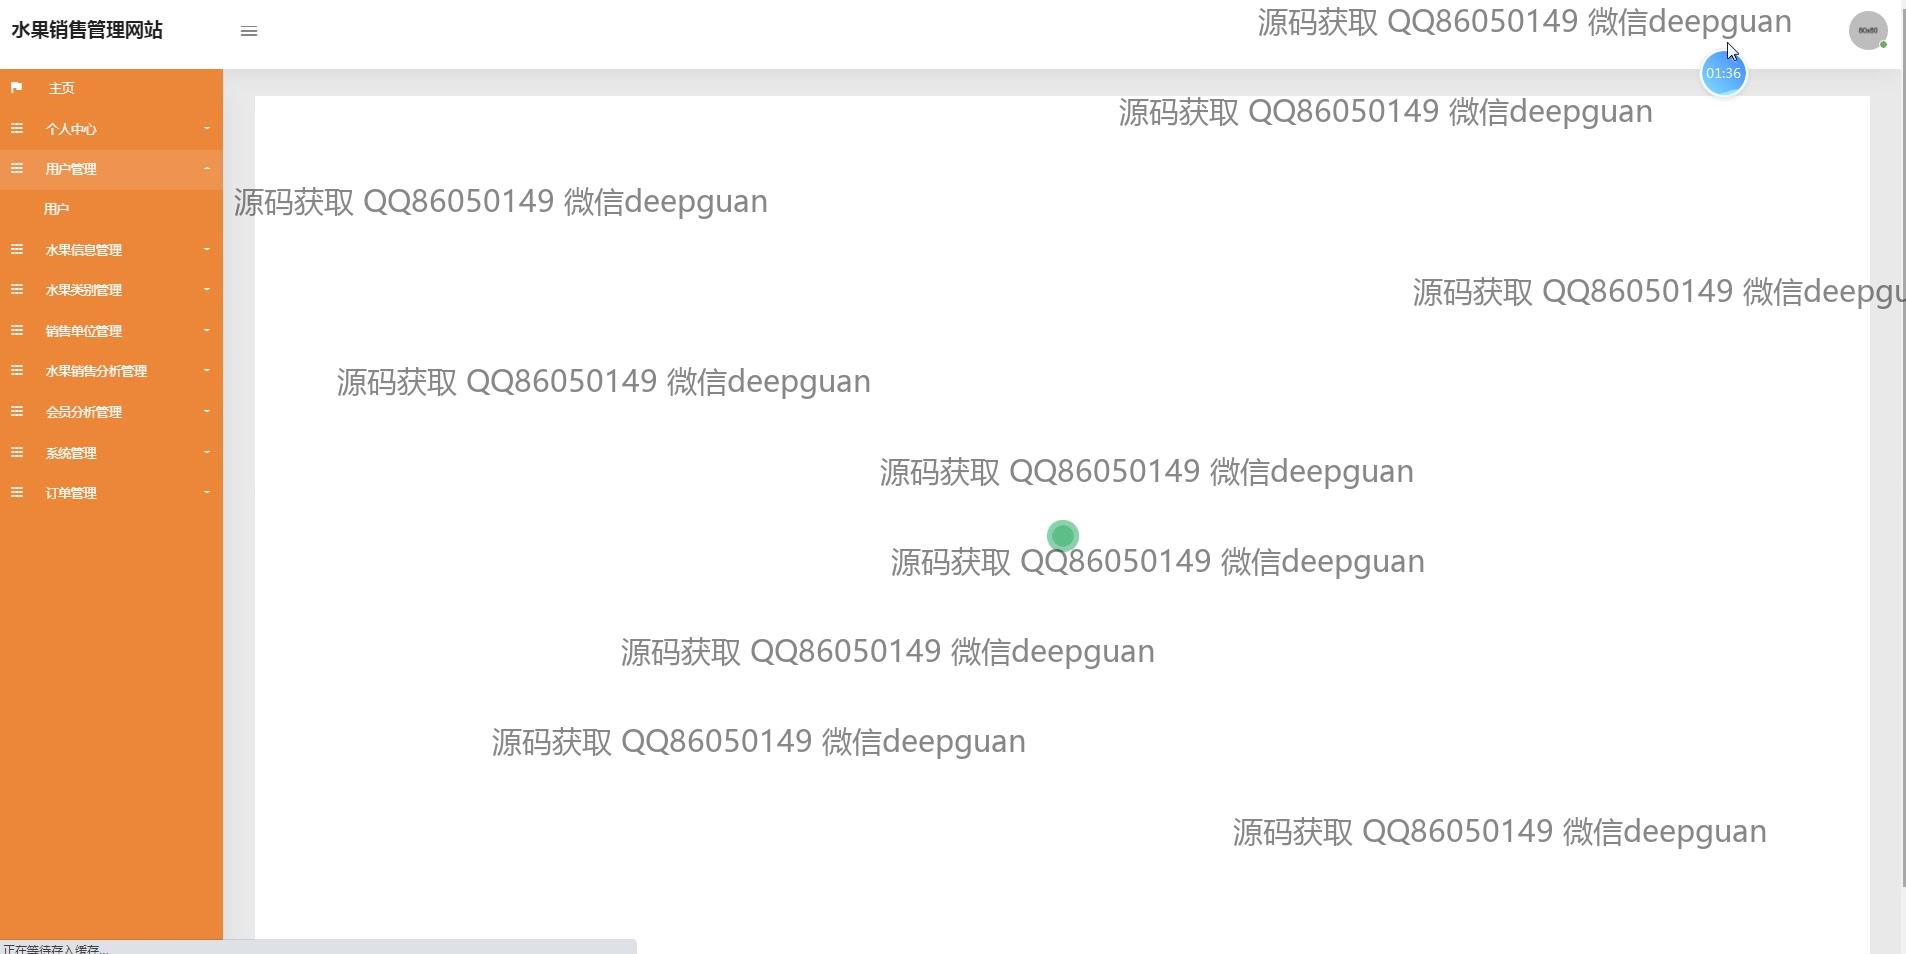 水果销售管理网站
源码获取 QQ86050149 微信deepguan
80x80
01:36
主页
源码获取 QQ86050149 微信deepguan
个人中心
用户管理
源码获取 QQ86050149 微信deepguan
用户
水果信息管理
源码获取 QQ86050149 微信deepgu
水果类别管理
销售单位管理
水果销售分析管理
源码获取 QQ86050149 微信deepguan
会员分析管理
系统管理
源码获取 QQ86050149 微信deepguan
订单管理
源码获取 QQ86050149 微信deepguan
源码获取 QQ86050149 微信deepguan
源码获取 QQ86050149 微信deepguan
源码获取 QQ86050149 微信deepguan
正在等待存入缓存...